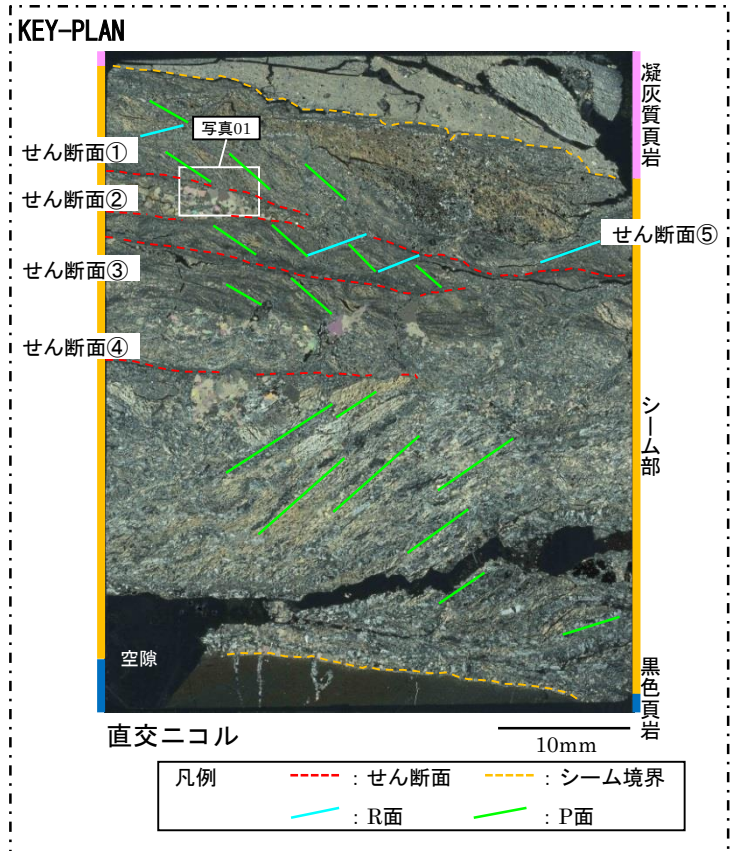 KEY-PLAN
凝灰質頁岩
写真01
せん断面①
せん断面②
せん断面⑤
せん断面③
せん断面④
シーム部
空隙
黒色頁岩
直交ニコル
10mm
凡例 : せん断面 : シーム境界
: R面 : P面